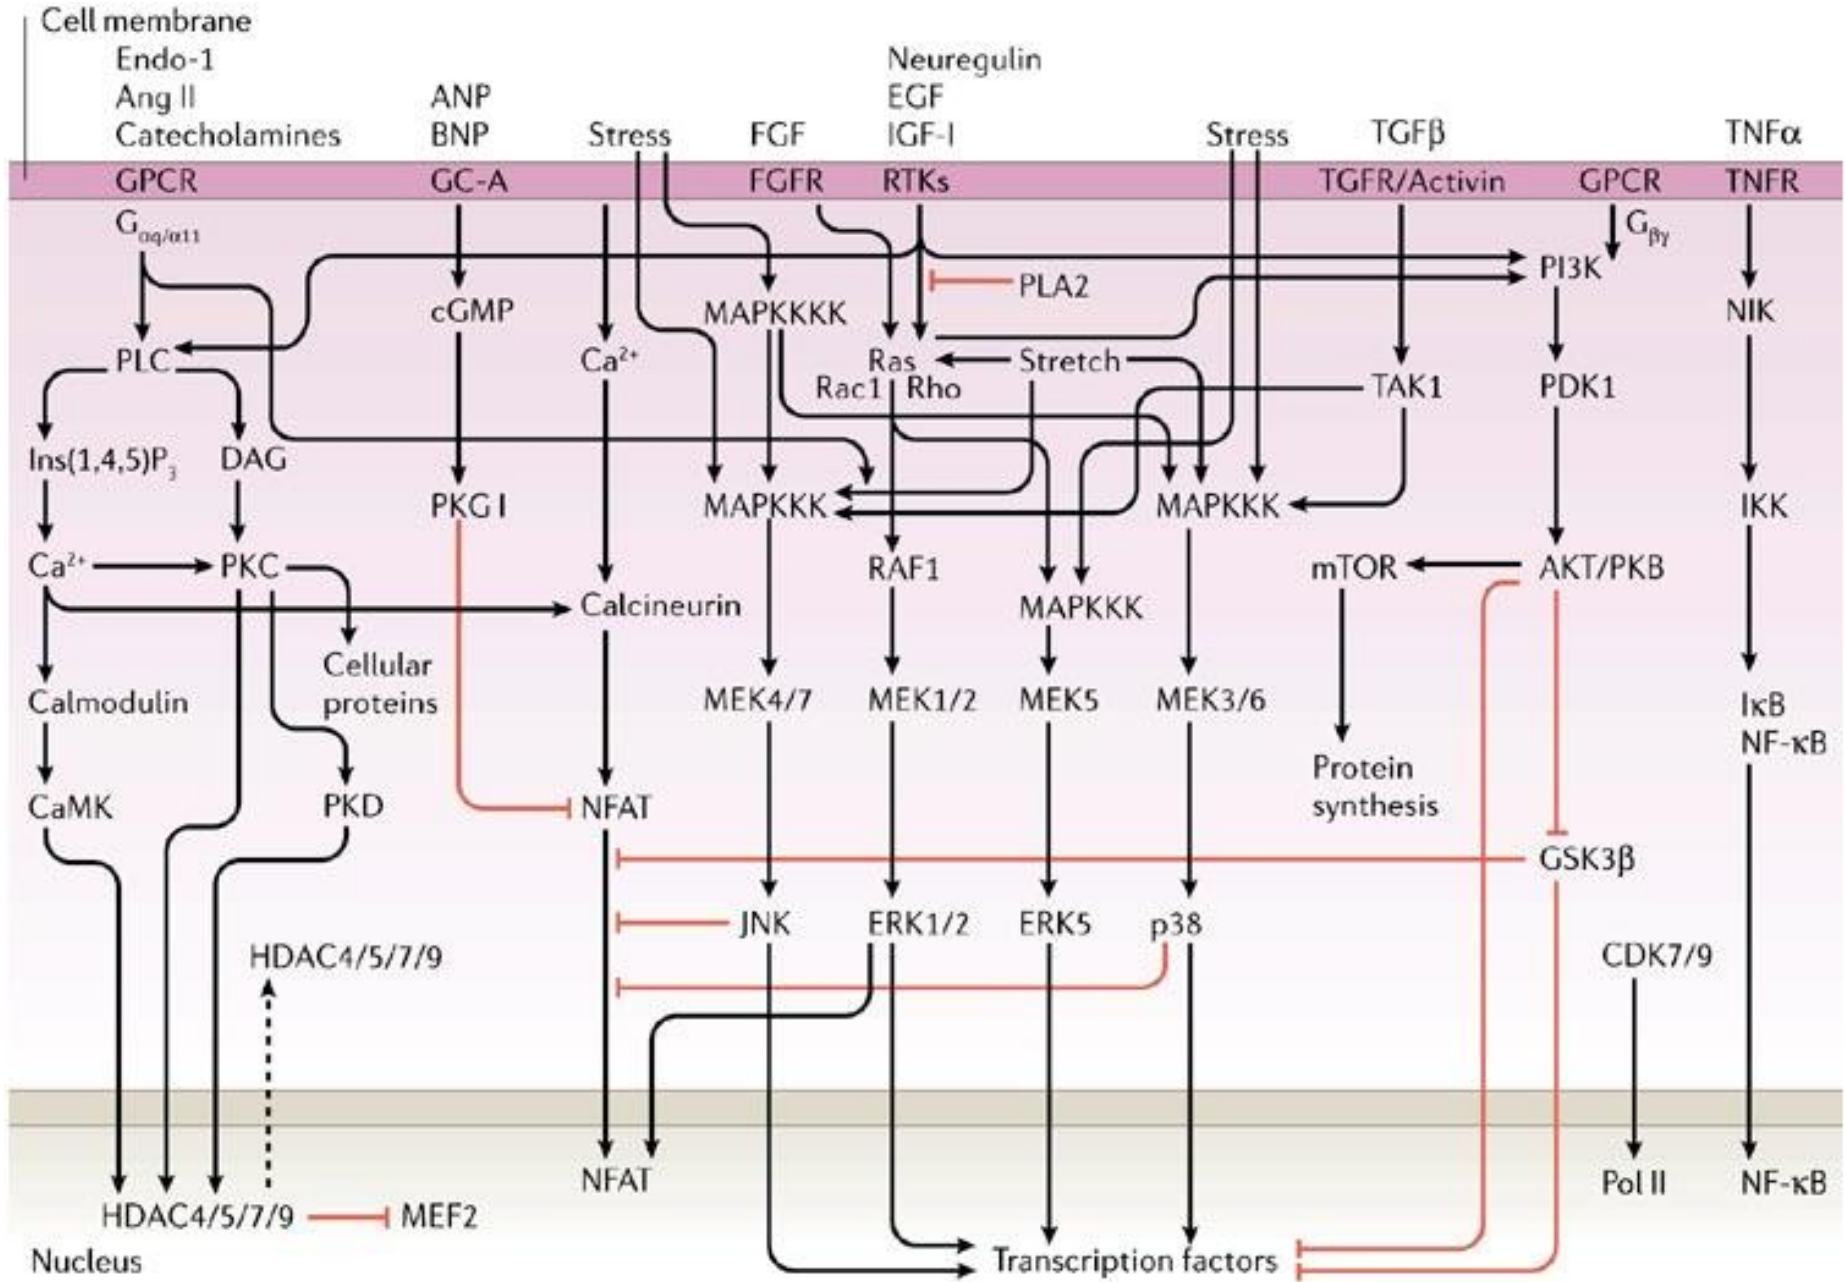 Cell membrane
Endo-1
Ang II
Catecholamines
ANP
BNP
Stress
FGF
Neuregulin
EGF
IGF-I
Stress
TGFβ
TNFα
GPCR
GC-A
FGFR
RTKs
TGFR/Activin
GPCR
TNFR
Gαq/α11
Gβγ
PLA2
PI3K
cGMP
MAPKKKK
NIK
PLC
Ca²⁺
Ras
Stretch
Rac1
Rho
TAK1
PDK1
Ins(1,4,5)P₃
DAG
PKG I
MAPKKK
MAPKKK
IKK
Ca²⁺
PKC
RAF1
mTOR
AKT/PKB
Calcineurin
MAPKKK
Cellular
proteins
Calmodulin
MEK4/7
MEK1/2
MEK5
MEK3/6
IκB
NF-κB
Protein
synthesis
CaMK
PKD
NFAT
GSK3β
JNK
ERK1/2
ERK5
p38
HDAC4/5/7/9
CDK7/9
NFAT
Pol II
NF-κB
HDAC4/5/7/9
MEF2
Nucleus
Transcription factors